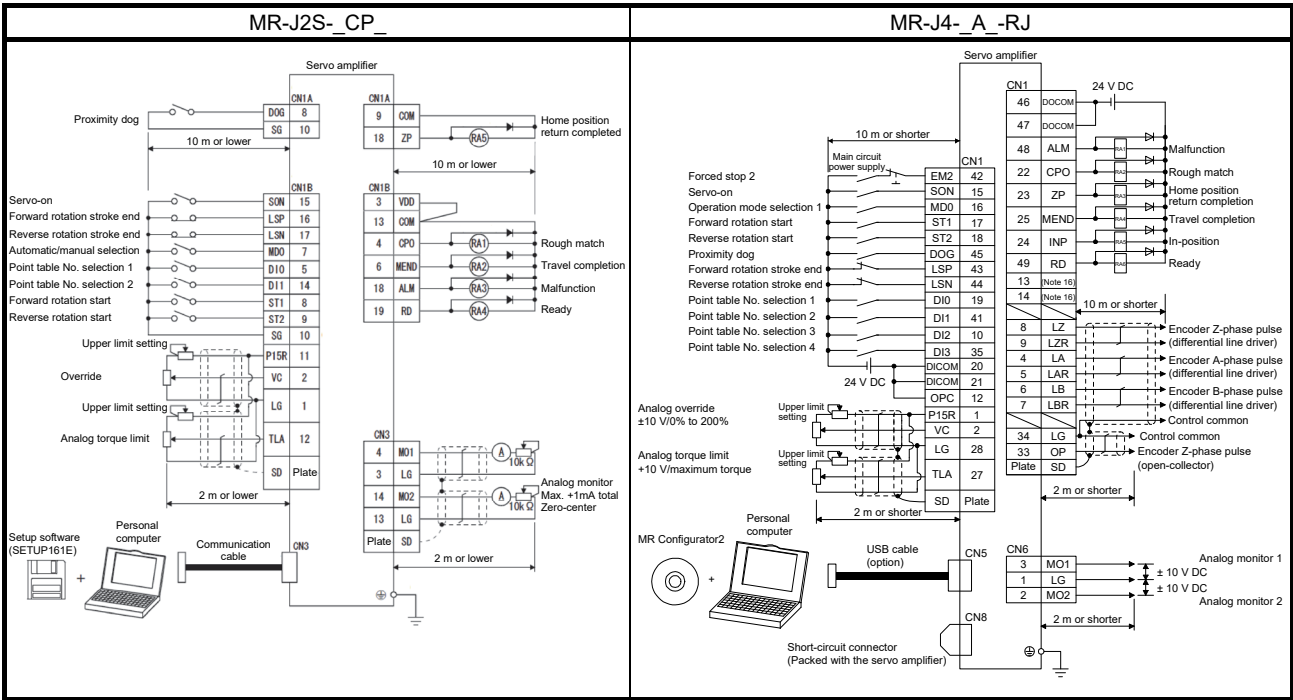 MR-J2S-_CP_
Servo amplifier
CN1A
DOG 8
SG 10
Proximity dog
10 m or lower
CN1A
9 COM
18 ZP
RA5
Home position
return completed
10 m or lower
CN1B
Servo-on
SON 15
Forward rotation stroke end
LSP 16
Reverse rotation stroke end
LSN 17
Automatic/manual selection
MD0 7
Point table No. selection 1
DI0 5
Point table No. selection 2
DI1 14
Forward rotation start
ST1 8
Reverse rotation start
ST2 9
SG 10
Upper limit setting
P15R 11
Override
VC 2
Upper limit setting
LG 1
Analog torque limit
TLA 12
SD Plate
2 m or lower
CN1B
3 VDD
13 COM
4 CPO
RA1
Rough match
6 MEND
RA2
Travel completion
18 ALM
RA3
Malfunction
19 RD
RA4
Ready
CN3
4 MO1
A
10k Ω
3 LG
14 MO2
A
10k Ω
13 LG
Plate SD
Analog monitor
Max. +1mA total
Zero-center
2 m or lower
Setup software
(SETUP161E)
+
Personal
computer
Communication
cable
CN3
MR-J4-_A_-RJ
Servo amplifier
10 m or shorter
Main circuit
power supply
CN1
Forced stop 2
EM2 42
Servo-on
SON 15
Operation mode selection 1
MD0 16
Forward rotation start
ST1 17
Reverse rotation start
ST2 18
Proximity dog
DOG 45
Forward rotation stroke end
LSP 43
Reverse rotation stroke end
LSN 44
Point table No. selection 1
DI0 19
Point table No. selection 2
DI1 41
Point table No. selection 3
DI2 10
Point table No. selection 4
DI3 35
DICOM 20
24 V DC
DICOM 21
OPC 12
Analog override
±10 V/0% to 200%
Upper limit
setting
P15R 1
VC 2
Analog torque limit
+10 V/maximum torque
Upper limit
setting
LG 28
TLA 27
SD Plate
2 m or shorter
CN1
24 V DC
46 DOCOM
47 DOCOM
48 ALM
RA1
Malfunction
22 CPO
RA2
Rough match
23 ZP
RA3
Home position
return completion
25 MEND
RA4
Travel completion
24 INP
RA5
In-position
49 RD
RA6
Ready
13 (Note 16)
14 (Note 16)
10 m or shorter
8 LZ
Encoder Z-phase pulse
9 LZR
(differential line driver)
4 LA
Encoder A-phase pulse
5 LAR
(differential line driver)
6 LB
Encoder B-phase pulse
7 LBR
(differential line driver)
Control common
34 LG
Control common
33 OP
Encoder Z-phase pulse
(open-collector)
Plate SD
2 m or shorter
MR Configurator2
+
Personal
computer
USB cable
(option)
CN5
CN6
3 MO1
Analog monitor 1
± 10 V DC
1 LG
± 10 V DC
2 MO2
Analog monitor 2
2 m or shorter
CN8
Short-circuit connector
(Packed with the servo amplifier)